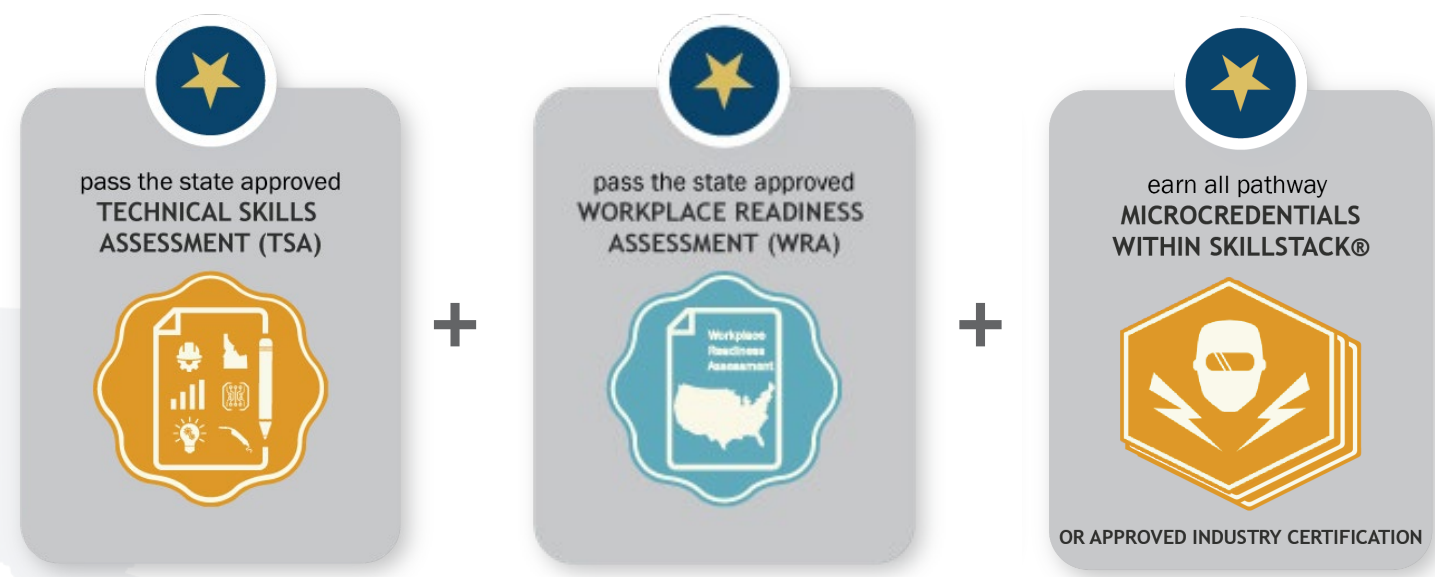 pass the state approved
TECHNICAL SKILLS
ASSESSMENT (TSA)
+
pass the state approved
WORKPLACE READINESS
ASSESSMENT (WRA)
Workplace
Readiness
Assessment
+
earn all pathway
MICROCREDENTIALS
WITHIN SKILLSTACK®
OR APPROVED INDUSTRY CERTIFICATION